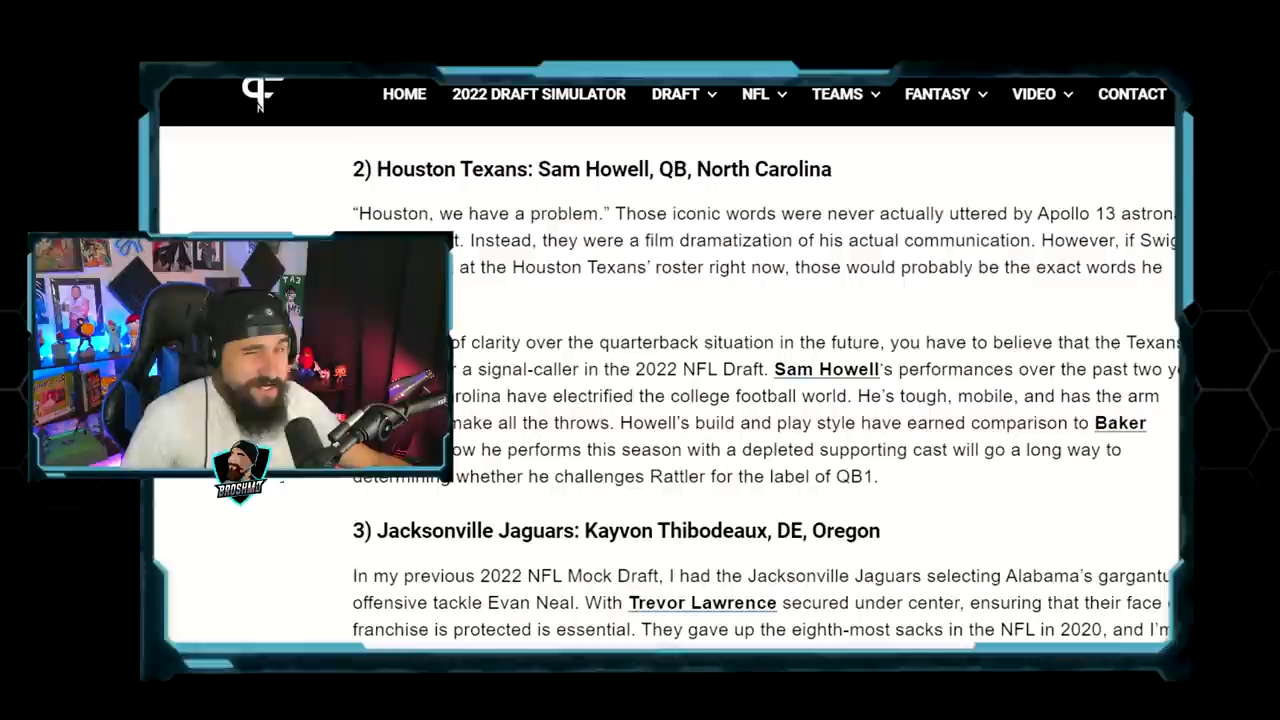 HOME 2022 DRAFT SIMULATOR DRAFT NFL TEAMS FANTASY VIDEO CONTACT
2) Houston Texans: Sam Howell, QB, North Carolina
“Houston, we have a problem.” Those iconic words were never actually uttered by Apollo 13
Instead, they were a film dramatization of his actual communication. However, if
at the Houston Texans’ roster right now, those would probably be the exact words he
of clarity over the quarterback situation in the future, you have to believe that the Texans
a signal-caller in the 2022 NFL Draft. Sam Howell‘s performances over the past two
have electrified the college football world. He’s tough, mobile, and has the arm
make all the throws. Howell’s build and play style have earned comparison to Baker
he performs this season with a depleted supporting cast will go a long way to
determining whether he challenges Rattler for the label of QB1.
3) Jacksonville Jaguars: Kayvon Thibodeaux, DE, Oregon
In my previous 2022 NFL Mock Draft, I had the Jacksonville Jaguars selecting Alabama’s
offensive tackle Evan Neal. With Trevor Lawrence secured under center, ensuring that their face
franchise is protected is essential. They gave up the eighth-most sacks in the NFL in 2020, and I’m
BROSHMO